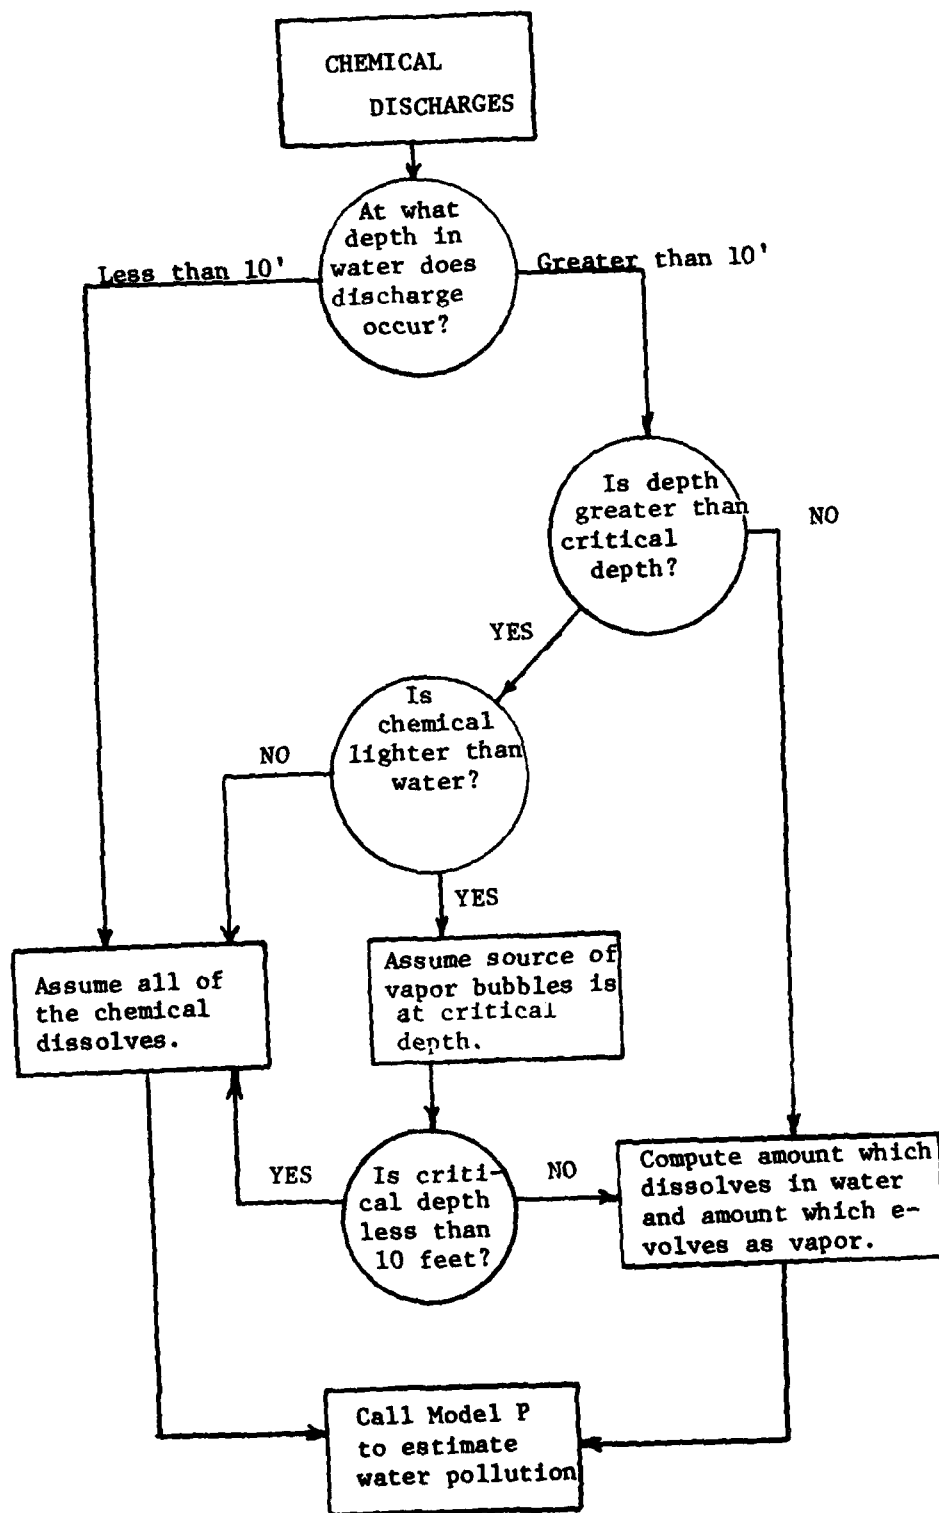 CHEMICAL
DISCHARGES
At what
depth in
water does
discharge
occur?
Less than 10'
Greater than 10'
Is depth
greater than
critical
depth?
NO
YES
Is
chemical
lighter than
water?
NO
YES
Assume all of
the chemical
dissolves.
Assume source of
vapor bubbles is
at critical
depth.
YES
Is criti-
cal depth
less than
10 feet?
NO
Compute amount which
dissolves in water
and amount which e-
volves as vapor.
Call Model P
to estimate
water pollution